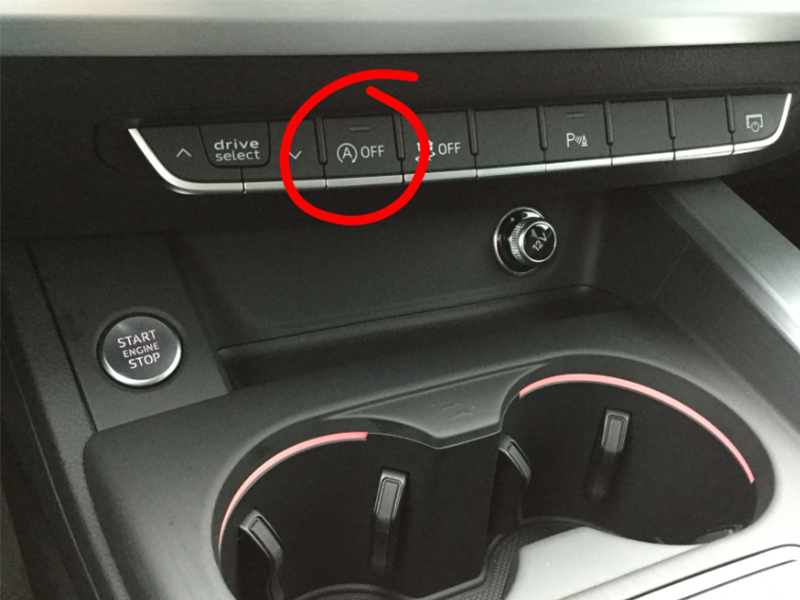 drive
select
A OFF
OFF
P
12V
START
ENGINE
STOP